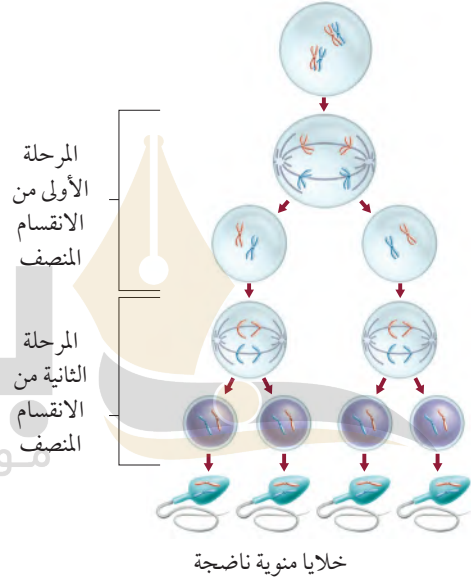 المرحلة
الأولى من
الانقسام
المنصف
المرحلة
الثانية من
الانقسام
المنصف
خلايا منوية ناضجة